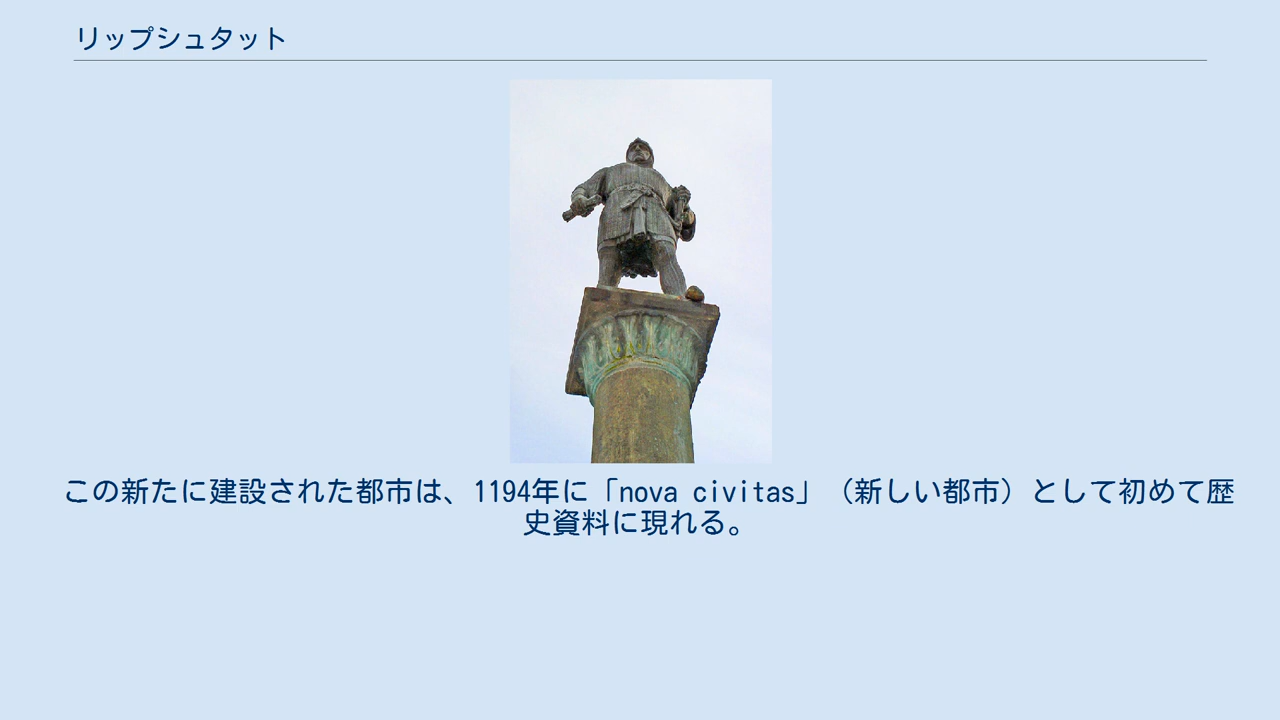 リップシュタット
この新たに建設された都市は、1194年に「nova civitas」（新しい都市）として初めて歴
史資料に現れる。